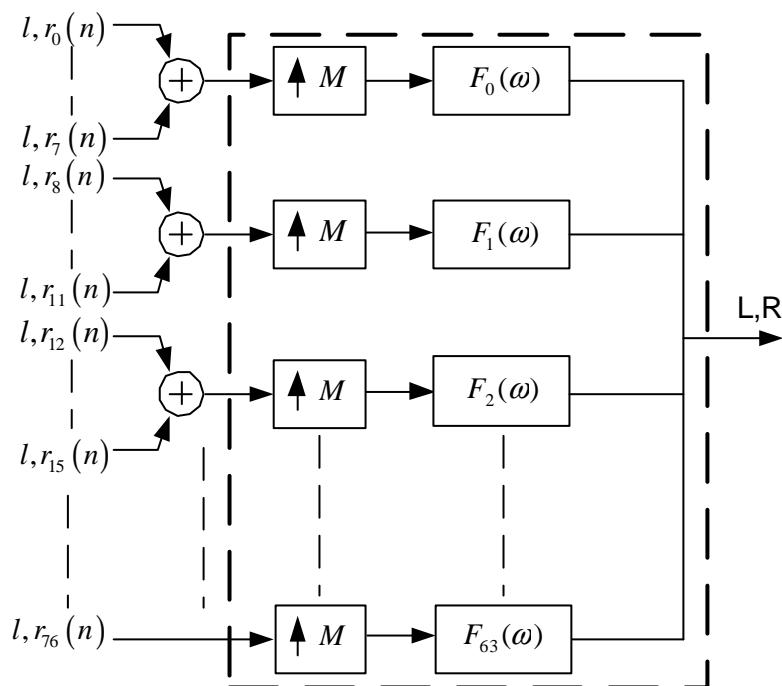 l, r₀(n)
↑ M
F₀(ω)
l, r₇(n)
l, r₈(n)
↑ M
F₁(ω)
l, r₁₁(n)
L,R
l, r₁₂(n)
↑ M
F₂(ω)
l, r₁₅(n)
l, r₇₆(n)
↑ M
F₆₃(ω)